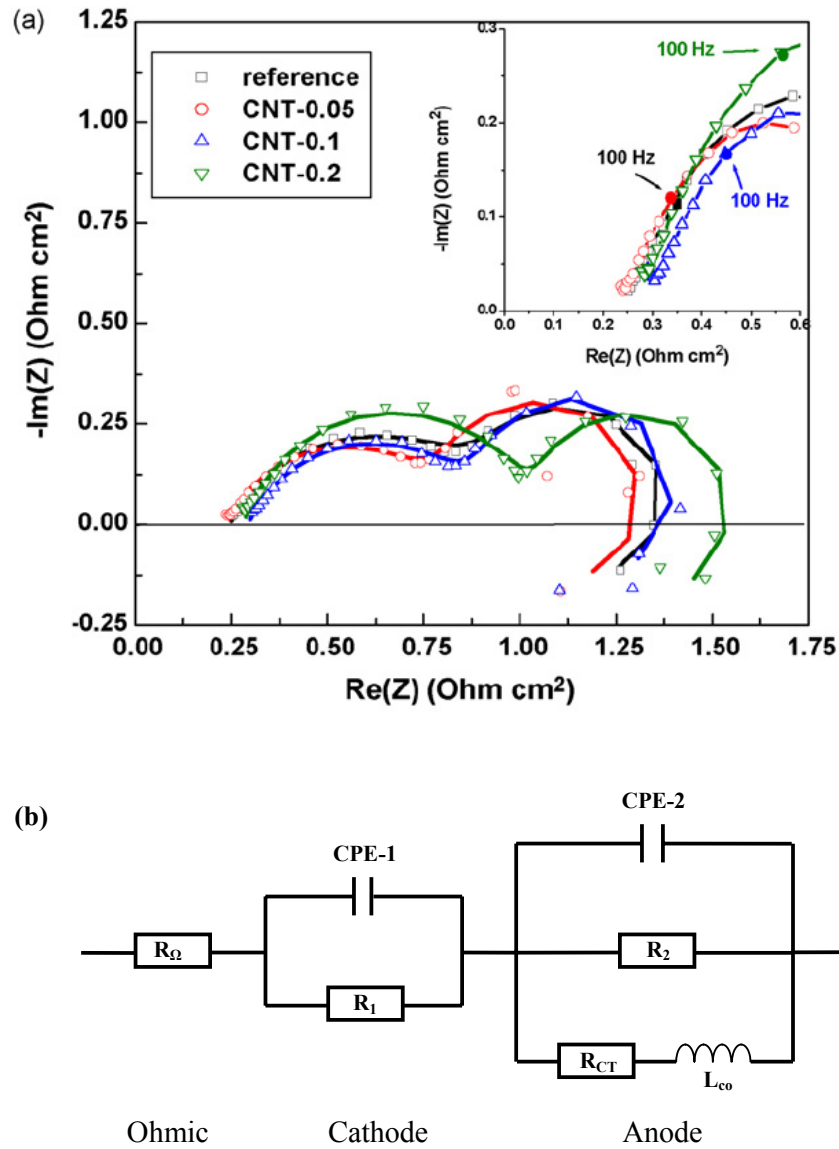 (a)
reference
CNT-0.05
CNT-0.1
CNT-0.2
-Im(Z) (Ohm cm²)
1.25
1.00
0.75
0.50
0.25
0.00
-0.25
0.00 0.25 0.50 0.75 1.00 1.25 1.50 1.75
Re(Z) (Ohm cm²)
-Im(Z) (Ohm cm²)
0.3
0.2
0.1
0.0
0.0 0.1 0.2 0.3 0.4 0.5 0.6
Re(Z) (Ohm cm²)
100 Hz
100 Hz
100 Hz
(b)
CPE-1
CPE-2
RΩ
R₁
R₂
R_CT
L_co
Ohmic Cathode Anode